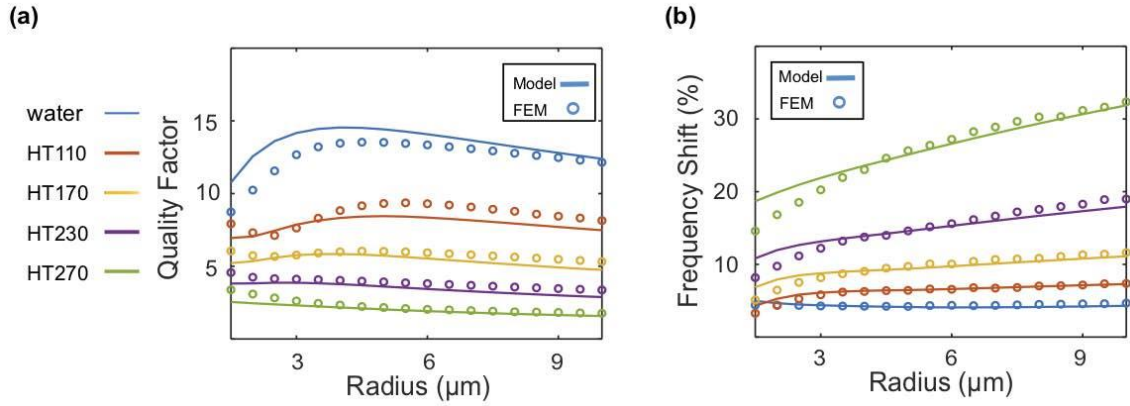 (a)
water
HT110
HT170
HT230
HT270
Quality Factor
15
10
5
3
6
9
Radius (μm)
Model
FEM
(b)
Frequency Shift (%)
30
20
10
3
6
9
Radius (μm)
Model
FEM